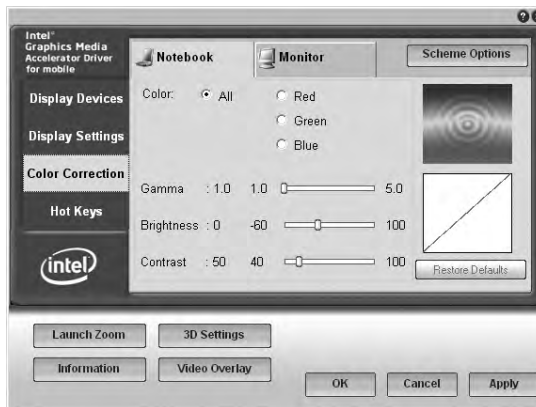 Intel®
Graphics Media
Accelerator Driver
for mobile
Notebook
Monitor
Scheme Options
Display Devices
Display Settings
Color Correction
Hot Keys
intel
Color: All
Red
Green
Blue
Gamma : 1.0 1.0 5.0
Brightness : 0 -60 100
Contrast : 50 40 100
Restore Defaults
Launch Zoom
3D Settings
Information
Video Overlay
OK
Cancel
Apply